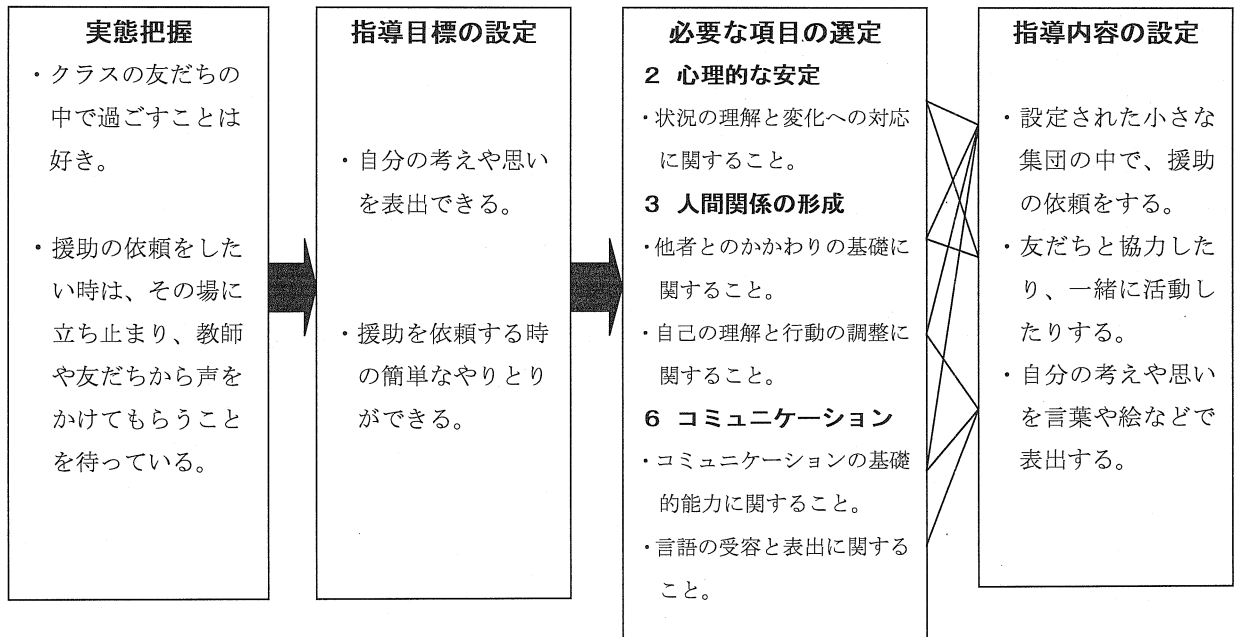 実態把握
・クラスの友だちの
中で過ごすことは
好き。
・援助の依頼をした
い時は、その場に
立ち止まり、教師
や友だちから声を
かけてもらうこと
を待っている。
指導目標の設定
・自分の考えや思い
を表出できる。
・援助を依頼する時
の簡単なやりとり
ができる。
必要な項目の選定
2 心理的な安定
・状況の理解と変化への対応
に関すること。
3 人間関係の形成
・他者とのかかわりの基礎に
関すること。
・自己の理解と行動の調整に
関すること。
6 コミュニケーション
・コミュニケーションの基礎
的能力に関すること。
・言語の受容と表出に関する
こと。
指導内容の設定
・設定された小さな
集団の中で、援助
の依頼をする。
・友だちと協力した
り、一緒に活動し
たりする。
・自分の考えや思い
を言葉や絵などで
表出する。